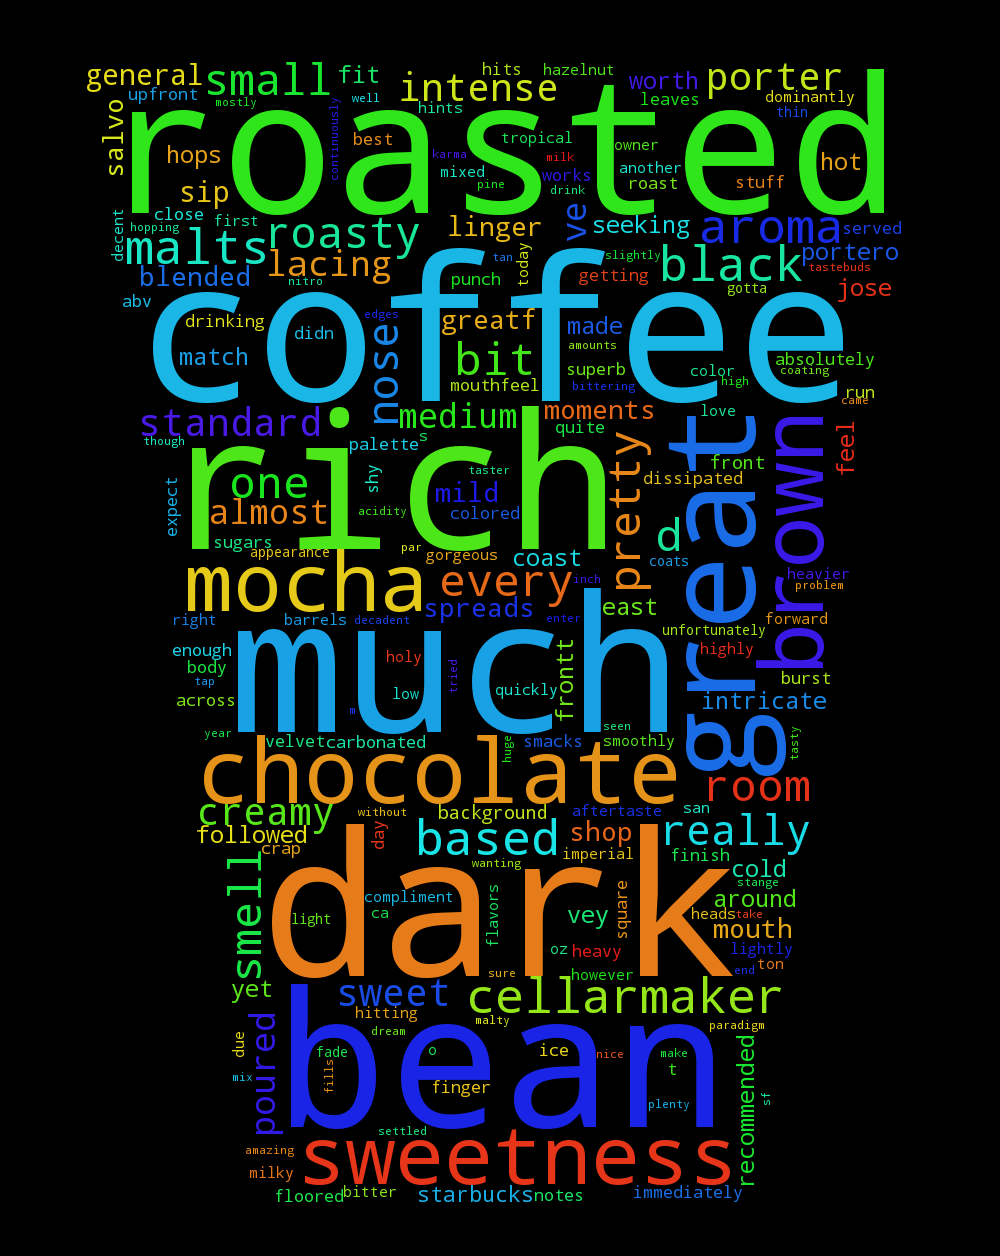 general
small
fit
intense
hits
hazelnut
worth
porter
upfront
mostly
well
hints
leaves
dominantly
thin
salvo
roasted
continuously
best
tropical
owner
hops
karma
milk
hot
mixed
works
another
sip
pine
drink
roast
stuff
decent
close
first
roasty
linger
ve
seeking
aroma
served
hopping
malts
lacing
tan
today
slightly
black
portero
blended
nitro
punch
getting
tastebuds
gotta
jose
abv
coffee
drinking
didn
edges
greatf
made
match
nose
bit
amounts
superb
absolutely
mouthfeel
bittering
color
high
coating
run
came
standard
medium
moments
love
though
palette
s
quite
great
brown
feel
rich
shy
taster
pretty
front
one
mild
dissipated
expect
almost
acidity
colored
d
sugars
appearance
par
gorgeous
coast
coats
mocha
every
inch
heavier
problem
spreads
east
right
barrels
decadent
enter
unfortunately
forward
much
enough
holy
frontt
highly
body
tap
tried
burst
across
low
quickly
intricate
m
year
velvet
carbonated
huge
smacks
seen
smoothly
tasty
chocolate
room
creamy
without
background
aftertaste
san
followed
day
based
shop
really
crap
wanting
imperial
finish
cold
smell
dark
stange
compliment
around
light
ca
flavors
vey
square
heads
take
mouth
oz
heavy
lightly
yet
sure
however
ton
end
sweet
cellarmaker
hitting
poured
bean
malty
paradigm
due
dream
fade
o
ice
nice
make
recommended
mix
fills
finger
t
plenty
sf
settled
amazing
sweetness
milky
floored
bitter
starbucks
notes
immediately